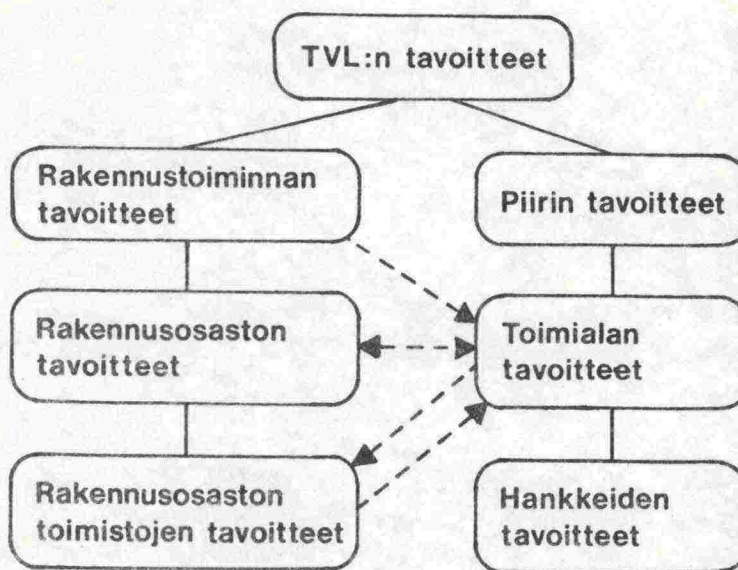 TVL:n tavoitteet
Rakennustoiminnan
tavoitteet
Piirin tavoitteet
Rakennusosaston
tavoitteet
Toimialan
tavoitteet
Rakennusosaston
toimistojen tavoitteet
Hankkeiden
tavoitteet